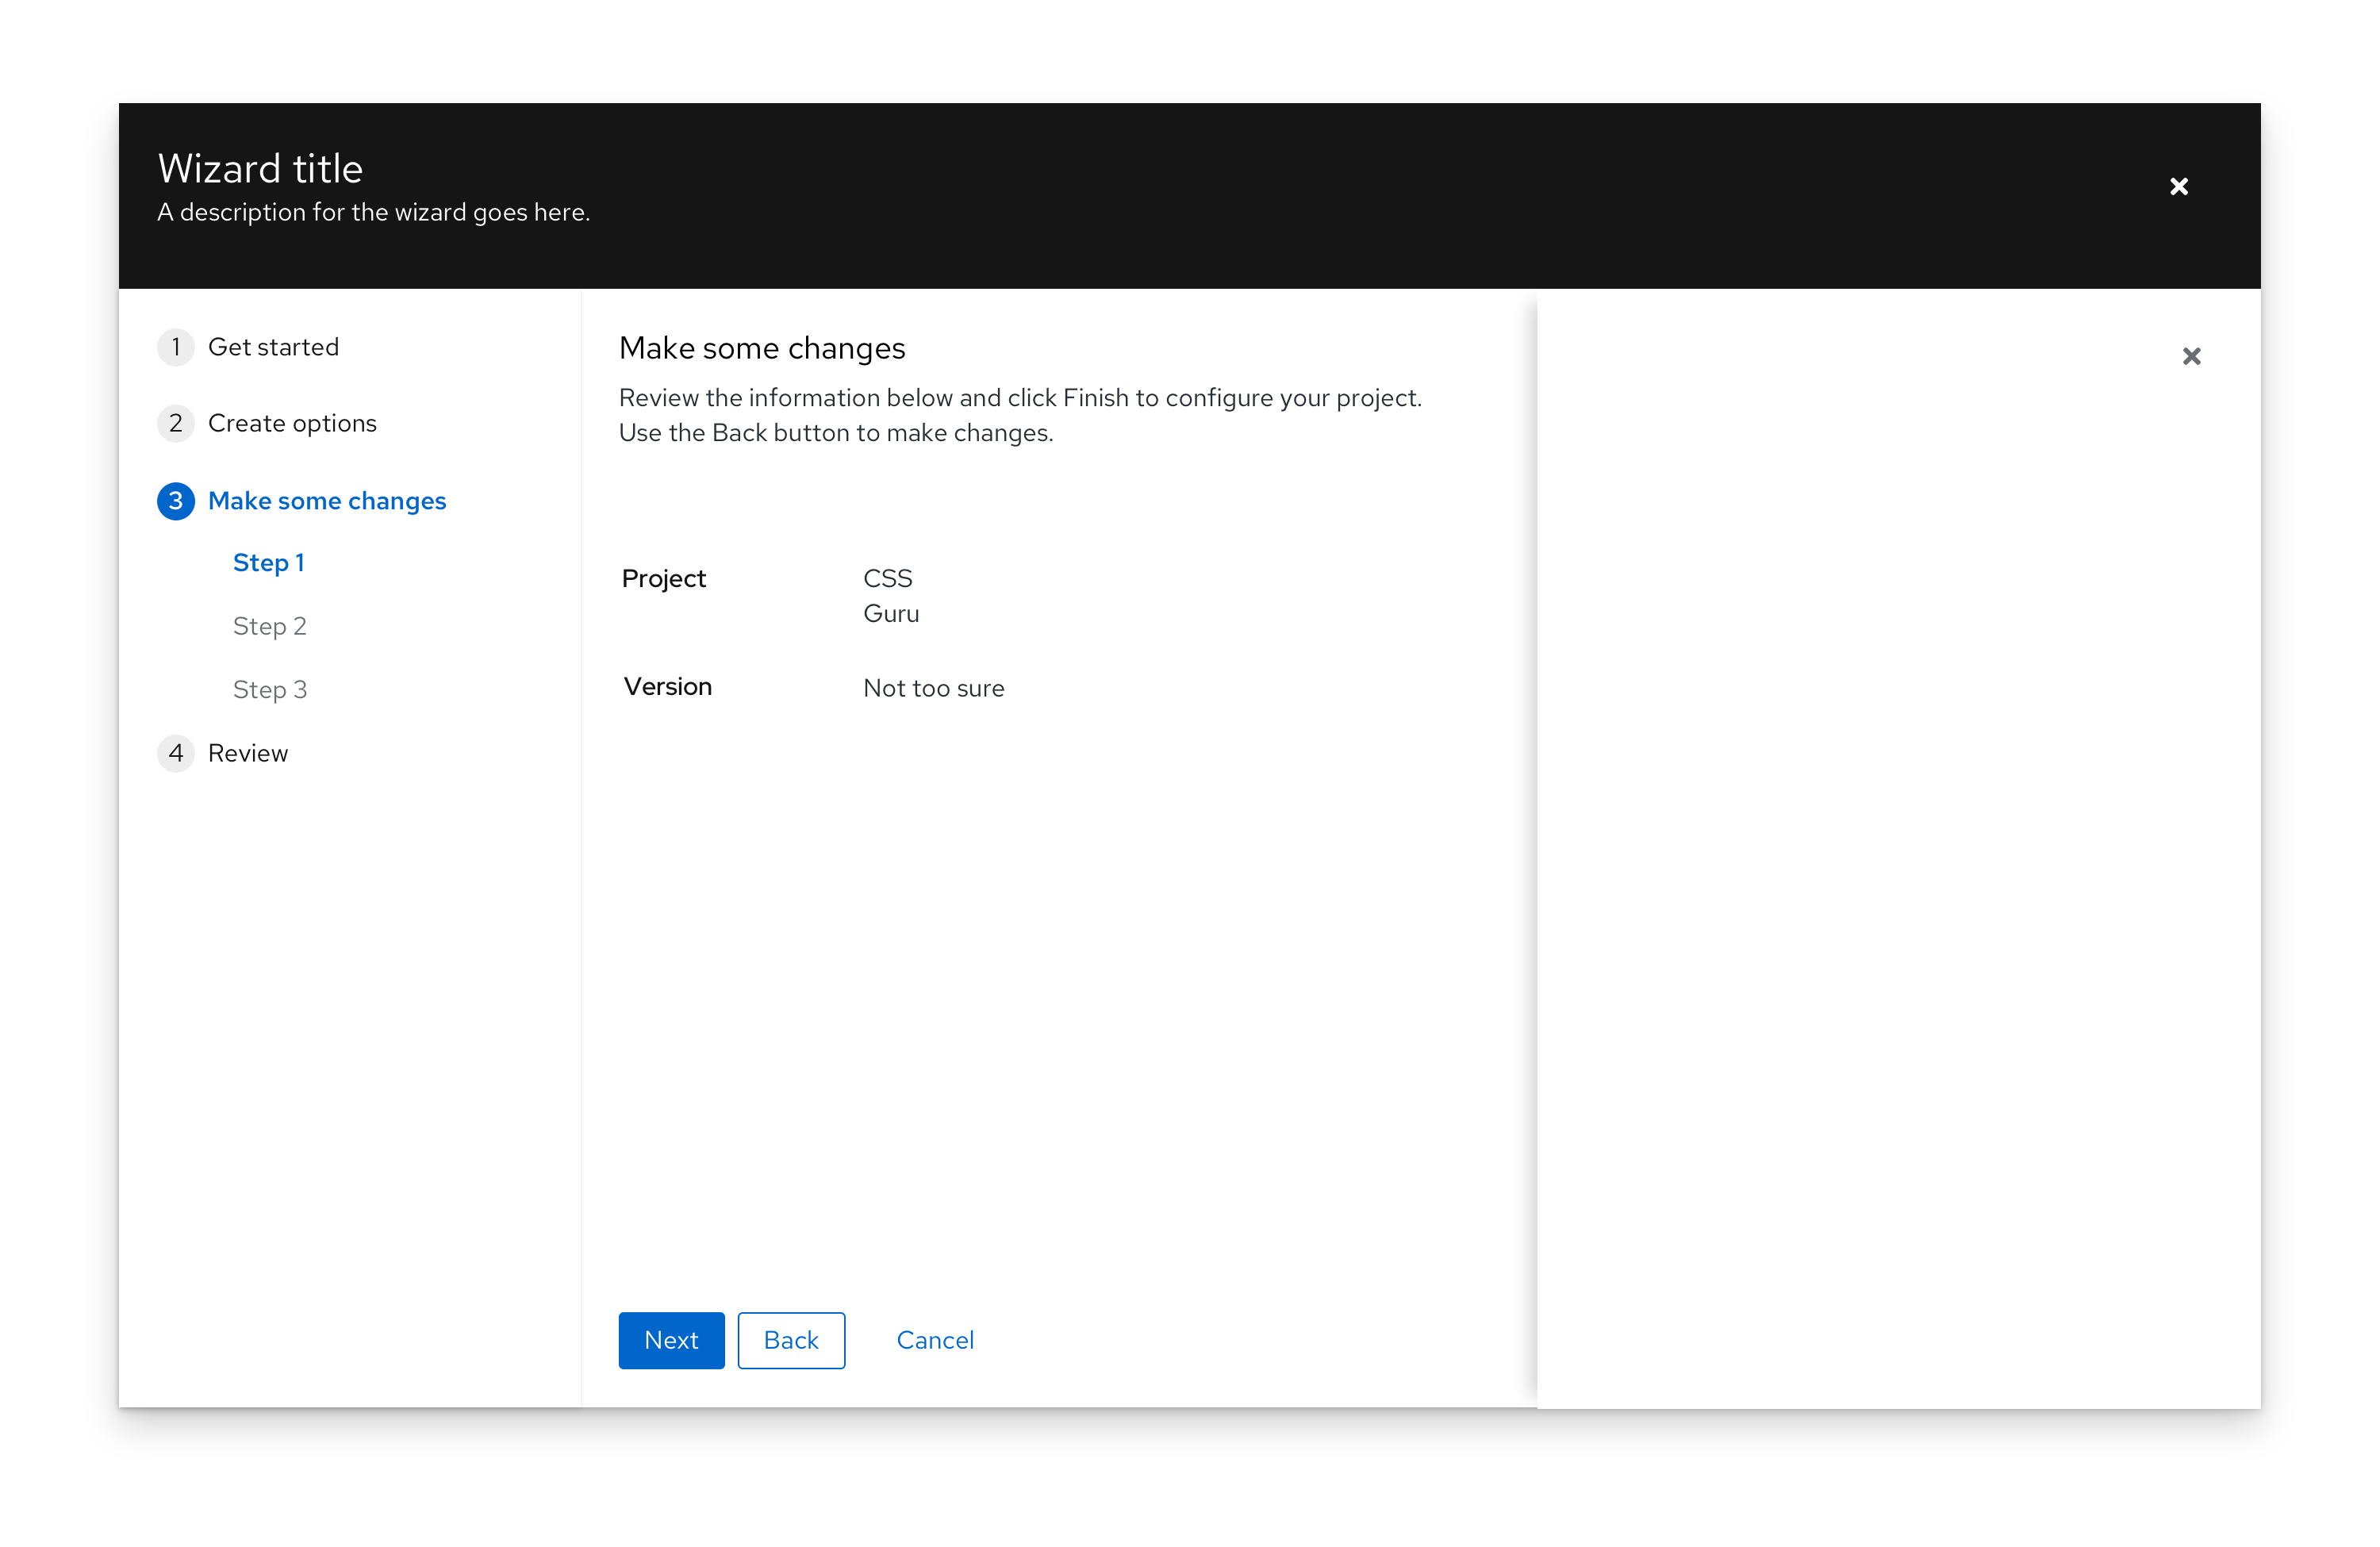 Wizard title
A description for the wizard goes here.
1 Get started
2 Create options
3 Make some changes
Step 1
Step 2
Step 3
4 Review
Make some changes
Review the information below and click Finish to configure your project.
Use the Back button to make changes.
Project CSS
Guru
Version Not too sure
Next Back Cancel